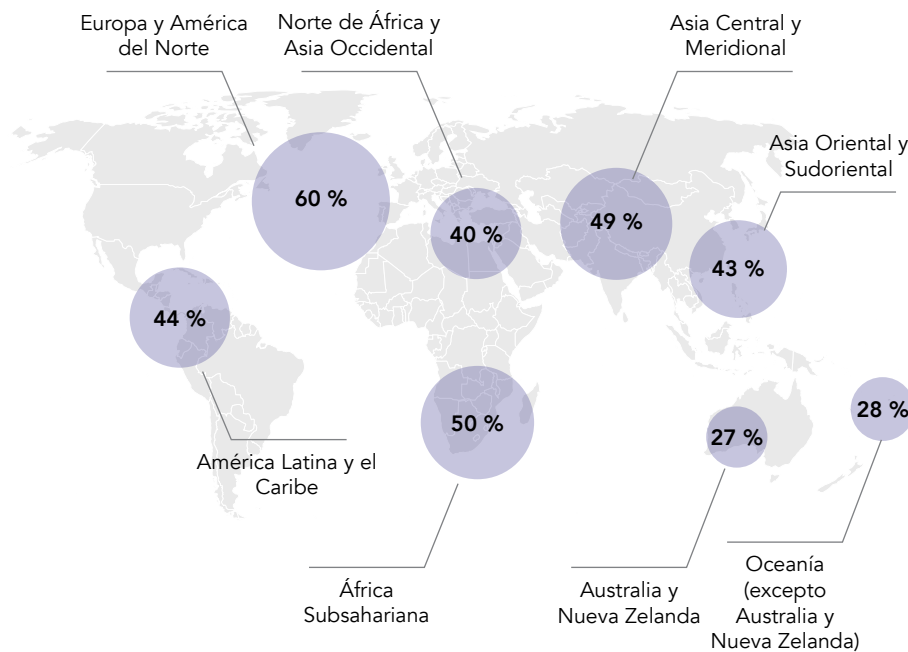 Europa y América
del Norte
Norte de África y
Asia Occidental
Asia Central y
Meridional
Asia Oriental y
Sudoriental
60 %
40 %
49 %
43 %
44 %
50 %
27 %
28 %
América Latina y el
Caribe
África
Subsahariana
Australia y
Nueva Zelanda
Oceanía
(excepto
Australia y
Nueva Zelanda)